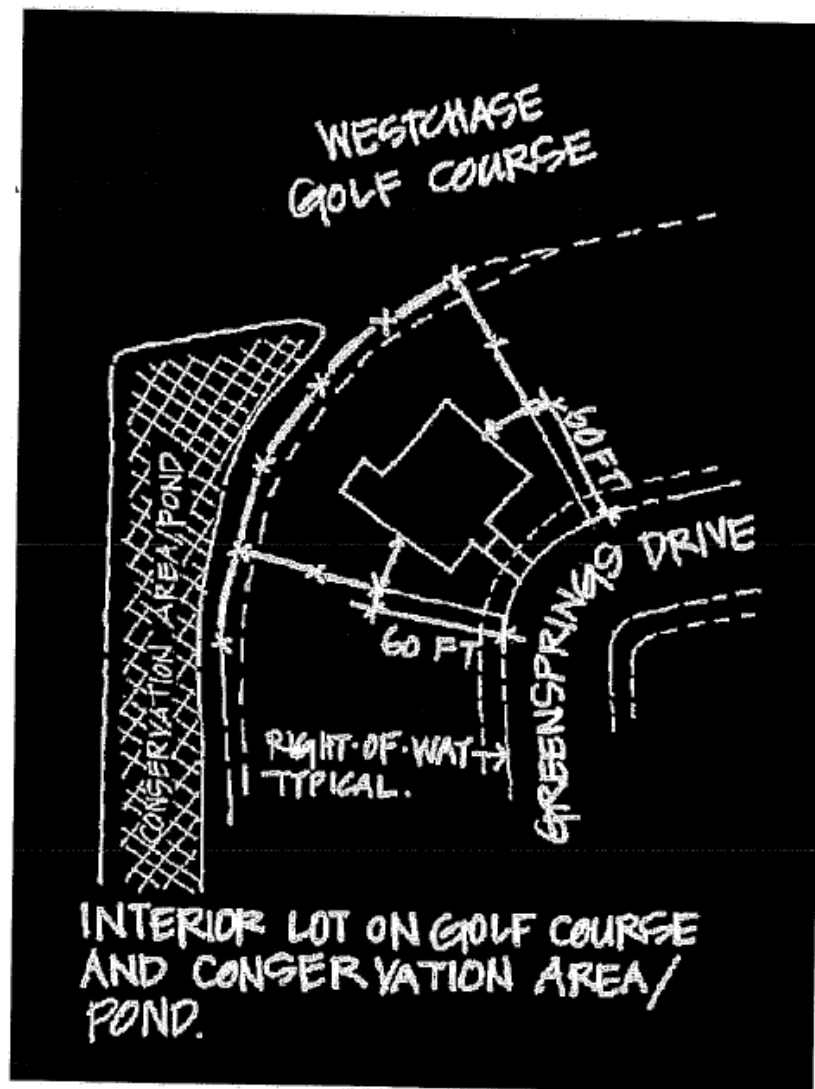 WESTCHASE
GOLF COURSE
60 FT
CONSERVATION AREA/POND
60 FT
GREENSPRINGS DRIVE
RIGHT-OF-WAY
TYPICAL.
INTERIOR LOT ON GOLF COURSE
AND CONSERVATION AREA/
POND.